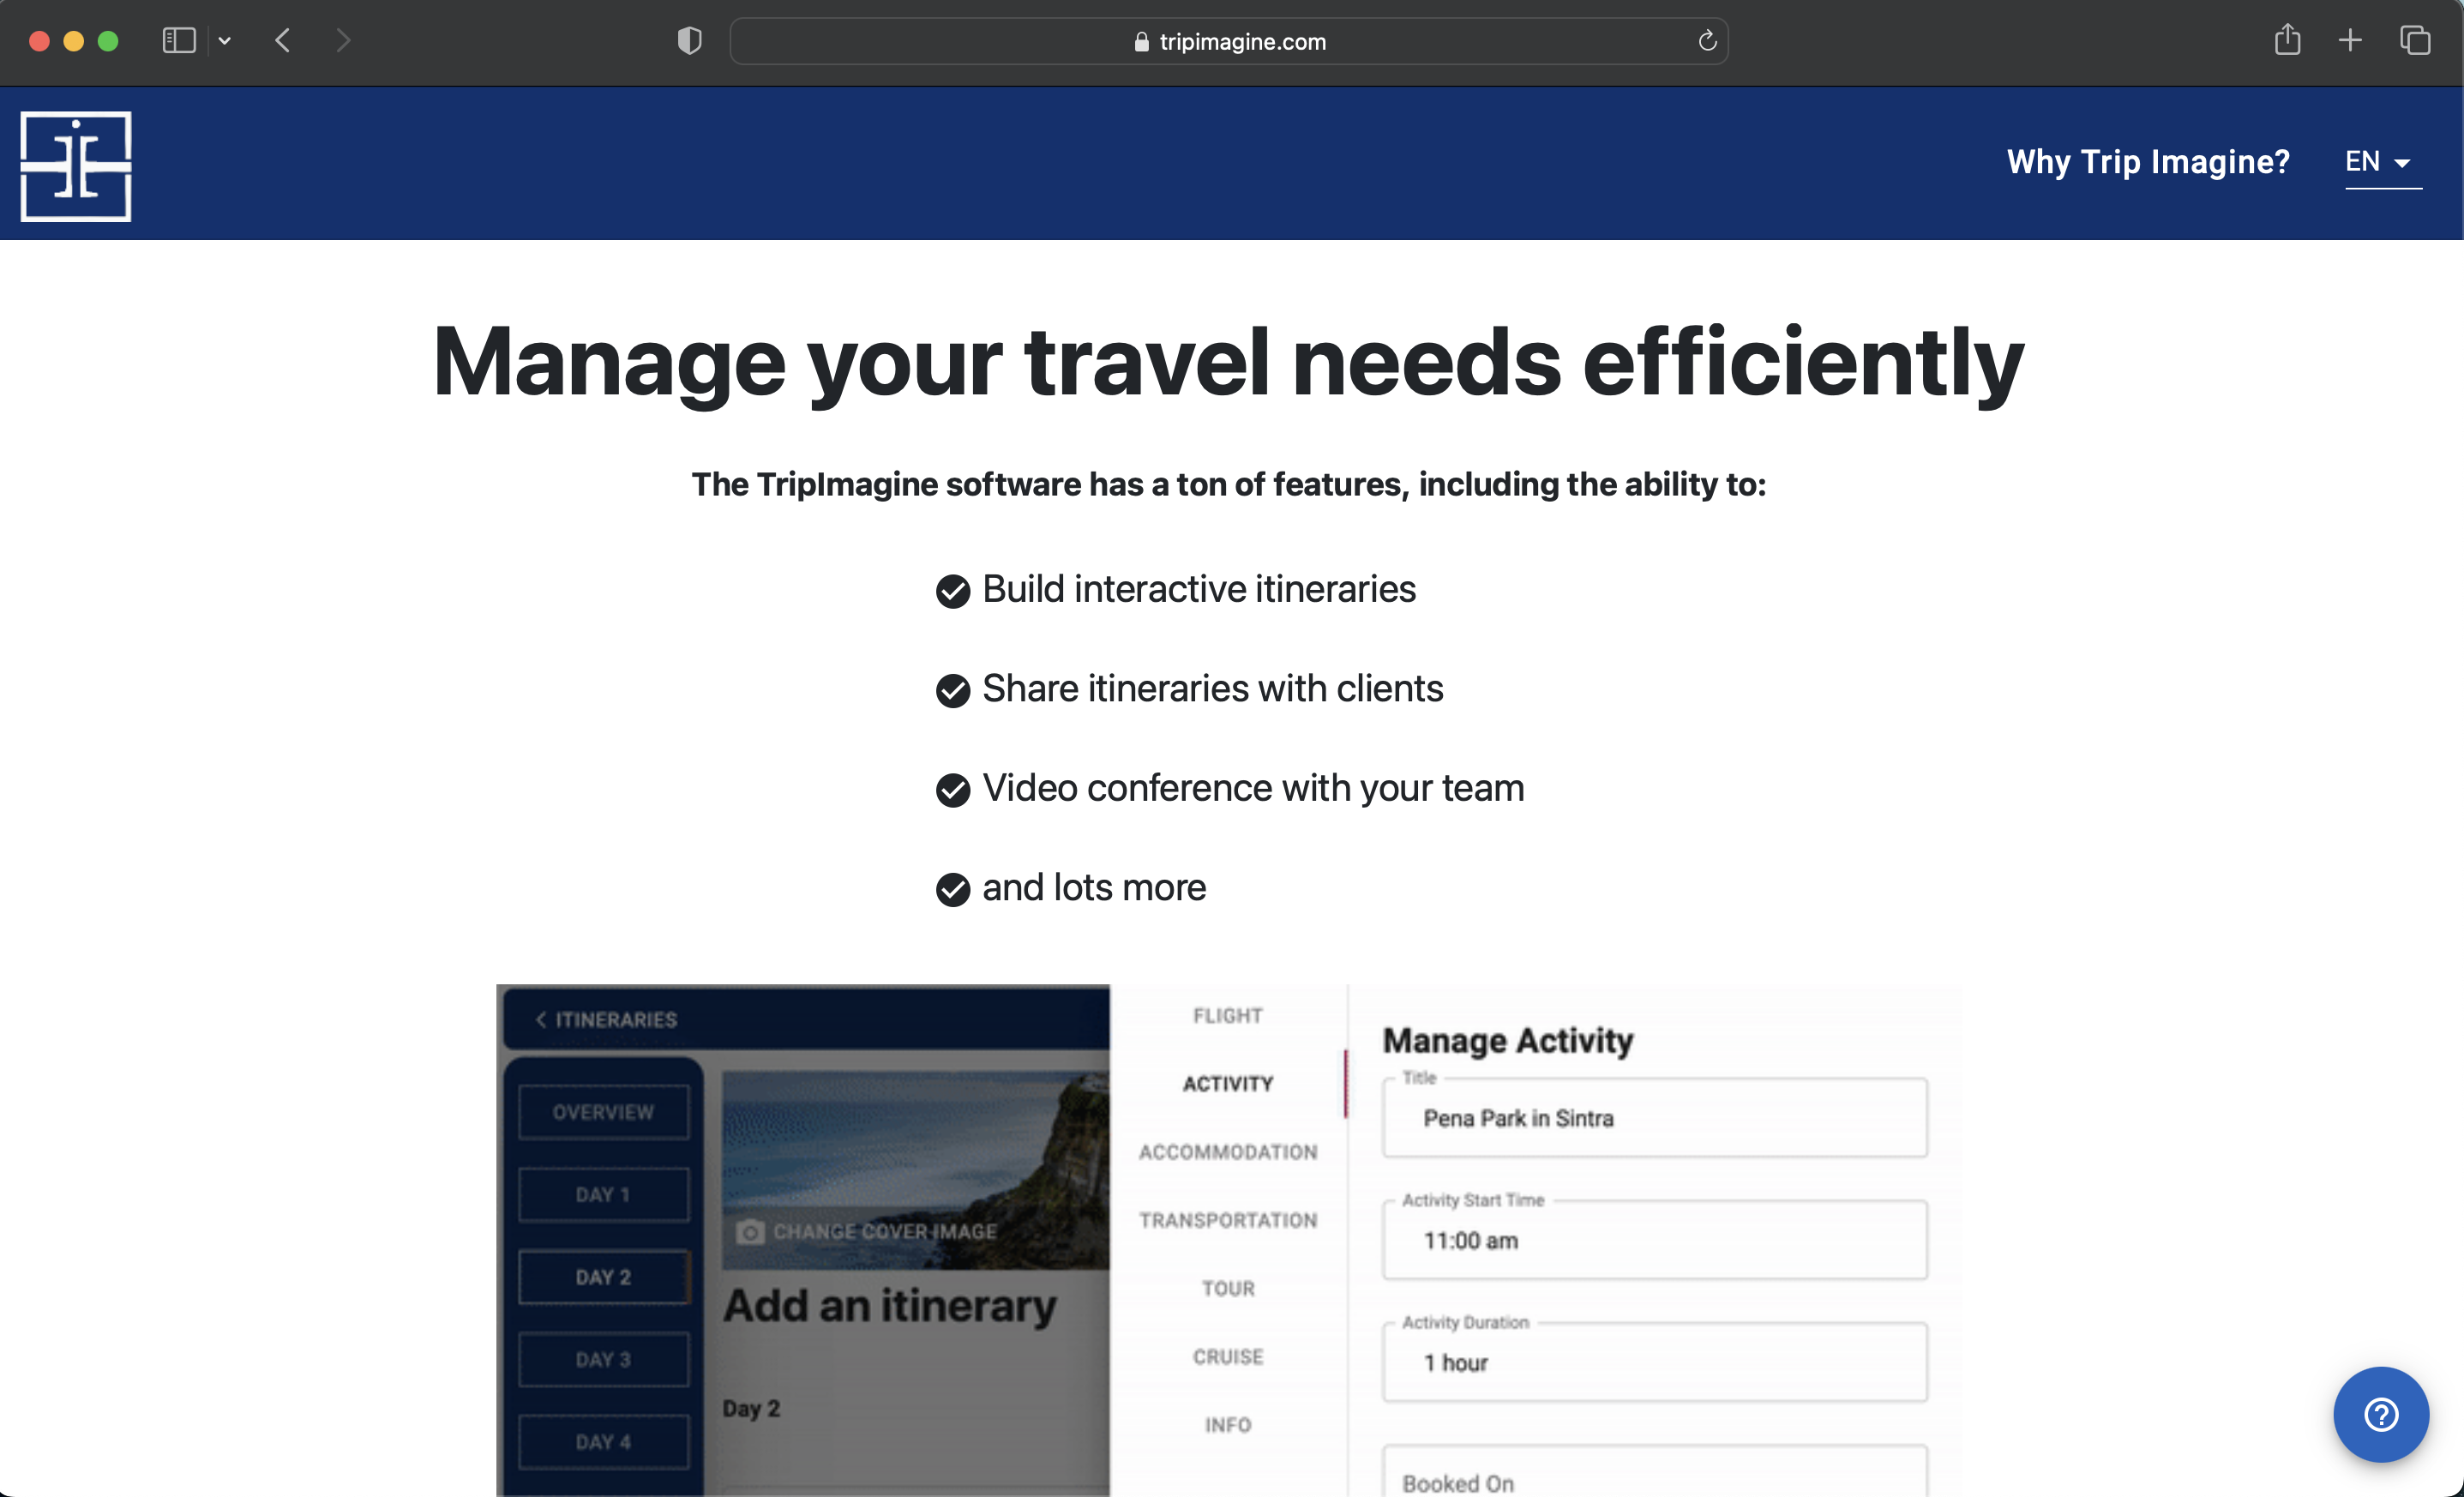 tripimagine.com
Why Trip Imagine?
EN
Manage your travel needs efficiently
The TripImagine software has a ton of features, including the ability to:
Build interactive itineraries
Share itineraries with clients
Video conference with your team
and lots more
ITINERARIES
OVERVIEW
DAY 1
DAY 2
DAY 3
DAY 4
CHANGE COVER IMAGE
Add an itinerary
Day 2
FLIGHT
ACTIVITY
ACCOMMODATION
TRANSPORTATION
TOUR
CRUISE
INFO
Manage Activity
Title
Pena Park in Sintra
Activity Start Time
11:00 am
Activity Duration
1 hour
Booked On